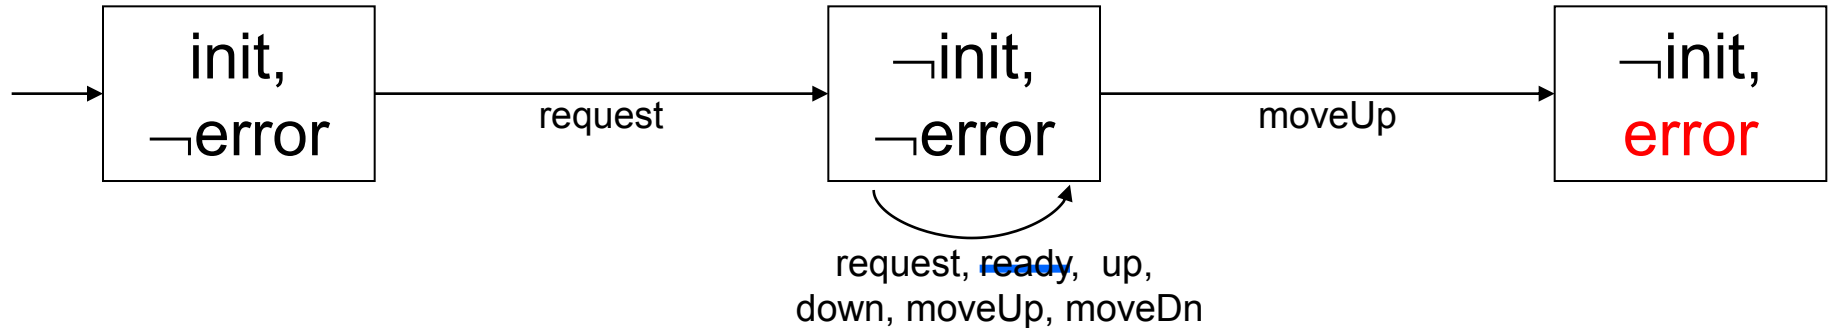 init,
¬error
request
¬init,
¬error
moveUp
¬init,
error
request, ready, up,
down, moveUp, moveDn